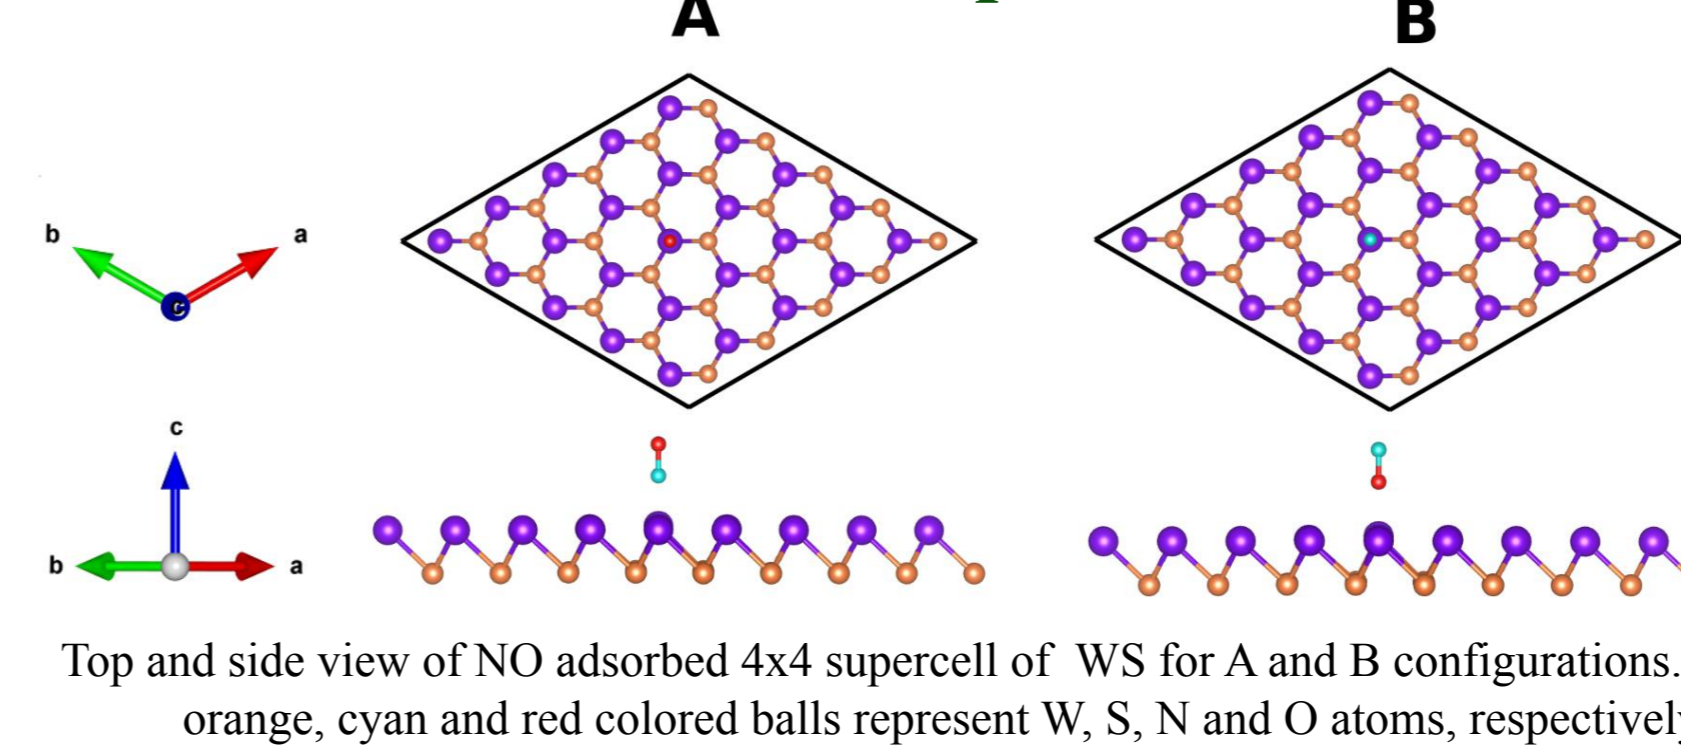 A
B
b
a
c
c
b
a
Top and side view of NO adsorbed 4x4 supercell of WS for A and B configurations.
orange, cyan and red colored balls represent W, S, N and O atoms, respectively